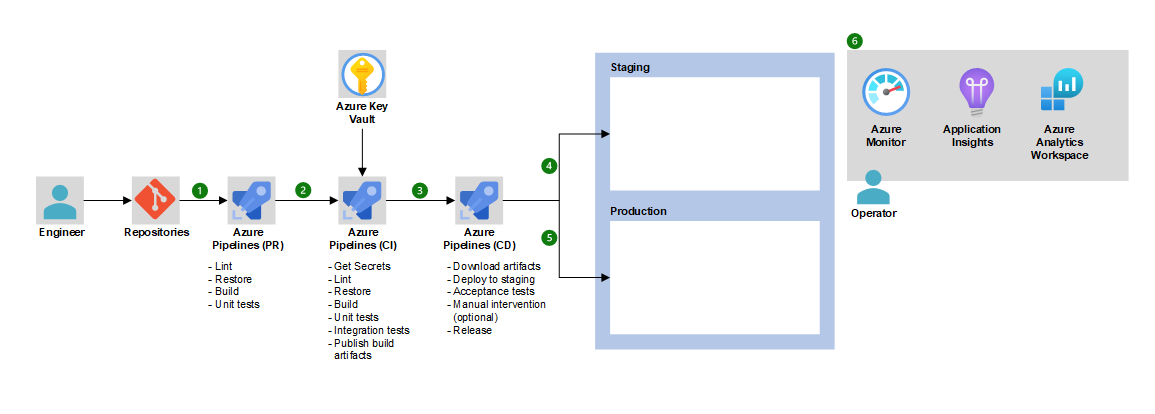 6
Staging
Azure Key
Vault
Azure
Monitor
Application
Insights
Azure
Analytics
Workspace
4
1
2
3
Production
Operator
Engineer
Repositories
Azure
Pipelines (PR)
Azure
Pipelines (CI)
Azure
Pipelines (CD)
5
- Lint
- Restore
- Build
- Unit tests
- Get Secrets
- Lint
- Restore
- Build
- Unit tests
- Integration tests
- Publish build
artifacts
- Download artifacts
- Deploy to staging
- Acceptance tests
- Manual intervention
(optional)
- Release